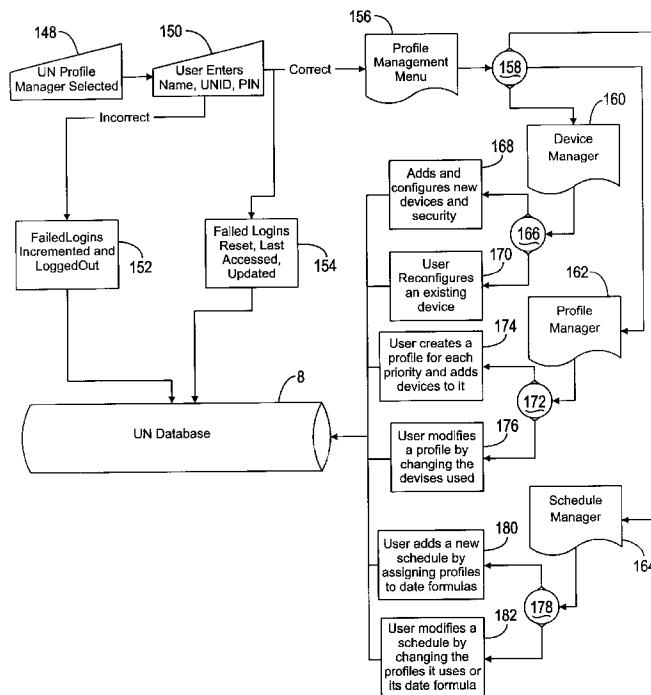 148
UN Profile
Manager Selected
150
User Enters
Name, UNID, PIN
Correct
156
Profile
Management
Menu
158
160
Device
Manager
Incorrect
168
Adds and
configures new
devices and
security
166
FailedLogins
Incremented and
LoggedOut
152
Failed Logins
Reset, Last
Accessed,
Updated
154
170
User
Reconfigures
an existing
device
162
Profile
Manager
174
User creates a
profile for each
priority and adds
devices to it
172
8
UN Database
176
User modifies
a profile by
changing the
devises used
Schedule
Manager
164
180
User adds a new
schedule by
assigning profiles
to date formulas
178
182
User modifies a
schedule by
changing the
profiles it uses or
its date formula